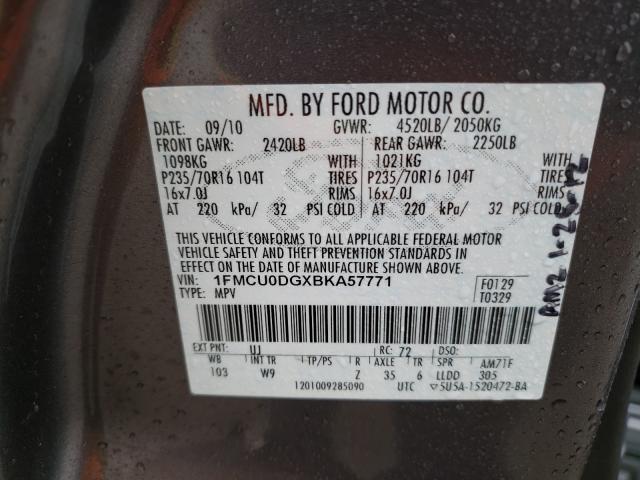 MFD. BY FORD MOTOR CO.
DATE: 09/10 GVWR: 4520LB/ 2050KG
FRONT GAWR: 2420LB REAR GAWR: 2250LB
1098KG WITH 1021KG WITH
P235/70R16 104T TIRES P235/70R16 104T TIRES
16x7.0J RIMS 16x7.0J RIMS
AT 220 kPa/ 32 PSI COLD AT 220 kPa/ 32 PSI COLD
THIS VEHICLE CONFORMS TO ALL APPLICABLE FEDERAL MOTOR
VEHICLE SAFETY AND THEFT PREVENTION STANDARDS IN
EFFECT ON THE DATE OF MANUFACTURE SHOWN ABOVE.
VIN: 1FMCU0DGXBKA57771 F0129
TYPE: MPV T0329
EXT PNT: UJ RC: 72 DSO:
WB INT TR TP/PS R AXLE TR SPR AM71F
103 W9 Z 35 6 LLDD 305
1201009285090 UTC 5U5A-1520472-BA